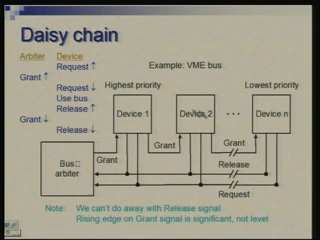 Daisy chain
Arbiter Device
Request ↑
Grant ↑
Request ↓
Use bus
Release ↑
Grant ↓
Release ↓
Example: VME bus
Highest priority Lowest priority
Device 1 Device 2 ··· Device n
Grant Grant
Bus arbiter
Grant
Release
Request
Note: We can't do away with Release signal
Rising edge on Grant signal is significant, not level